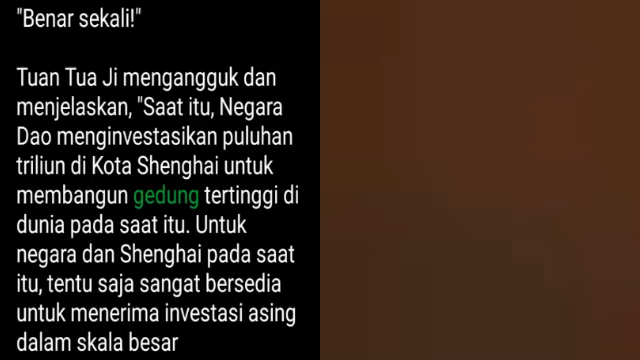 "Benar sekali!"
Tuan Tua Ji mengangguk dan
menjelaskan, "Saat itu, Negara
Dao menginvestasikan puluhan
triliun di Kota Shenghai untuk
membangun gedung tertinggi di
dunia pada saat itu. Untuk
negara dan Shenghai pada saat
itu, tentu saja sangat bersedia
untuk menerima investasi asing
dalam skala besar